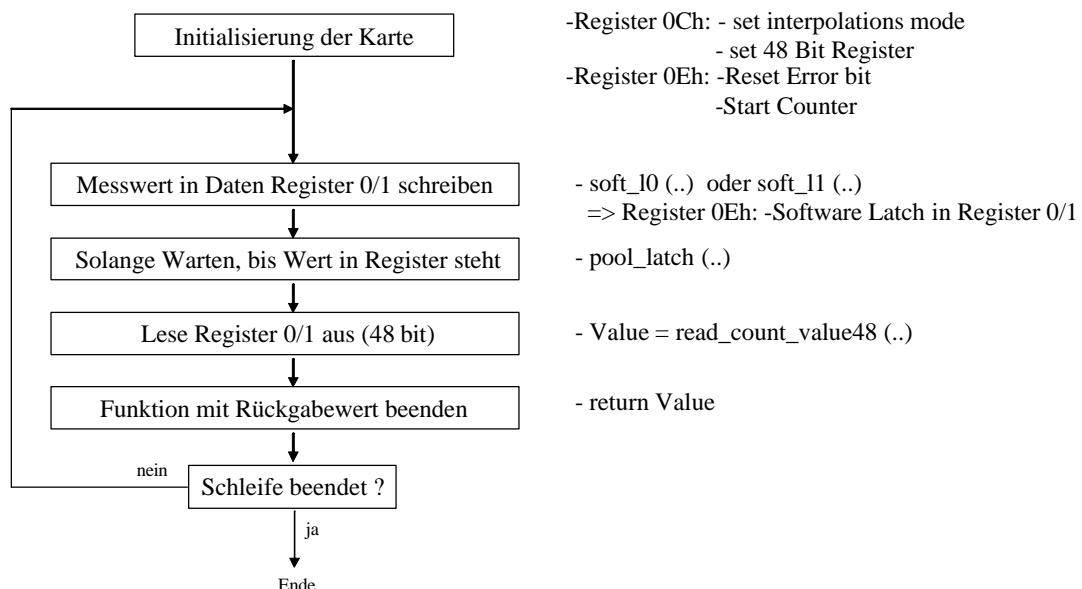 Initialisierung der Karte
-Register 0Ch: - set interpolations mode
- set 48 Bit Register
-Register 0Eh: -Reset Error bit
-Start Counter
Messwert in Daten Register 0/1 schreiben
- soft_l0 (..) oder soft_l1 (..)
=> Register 0Eh: -Software Latch in Register 0/1
Solange Warten, bis Wert in Register steht
- pool_latch (..)
Lese Register 0/1 aus (48 bit)
- Value = read_count_value48 (..)
Funktion mit Rückgabewert beenden
- return Value
nein
Schleife beendet ?
ja
Ende